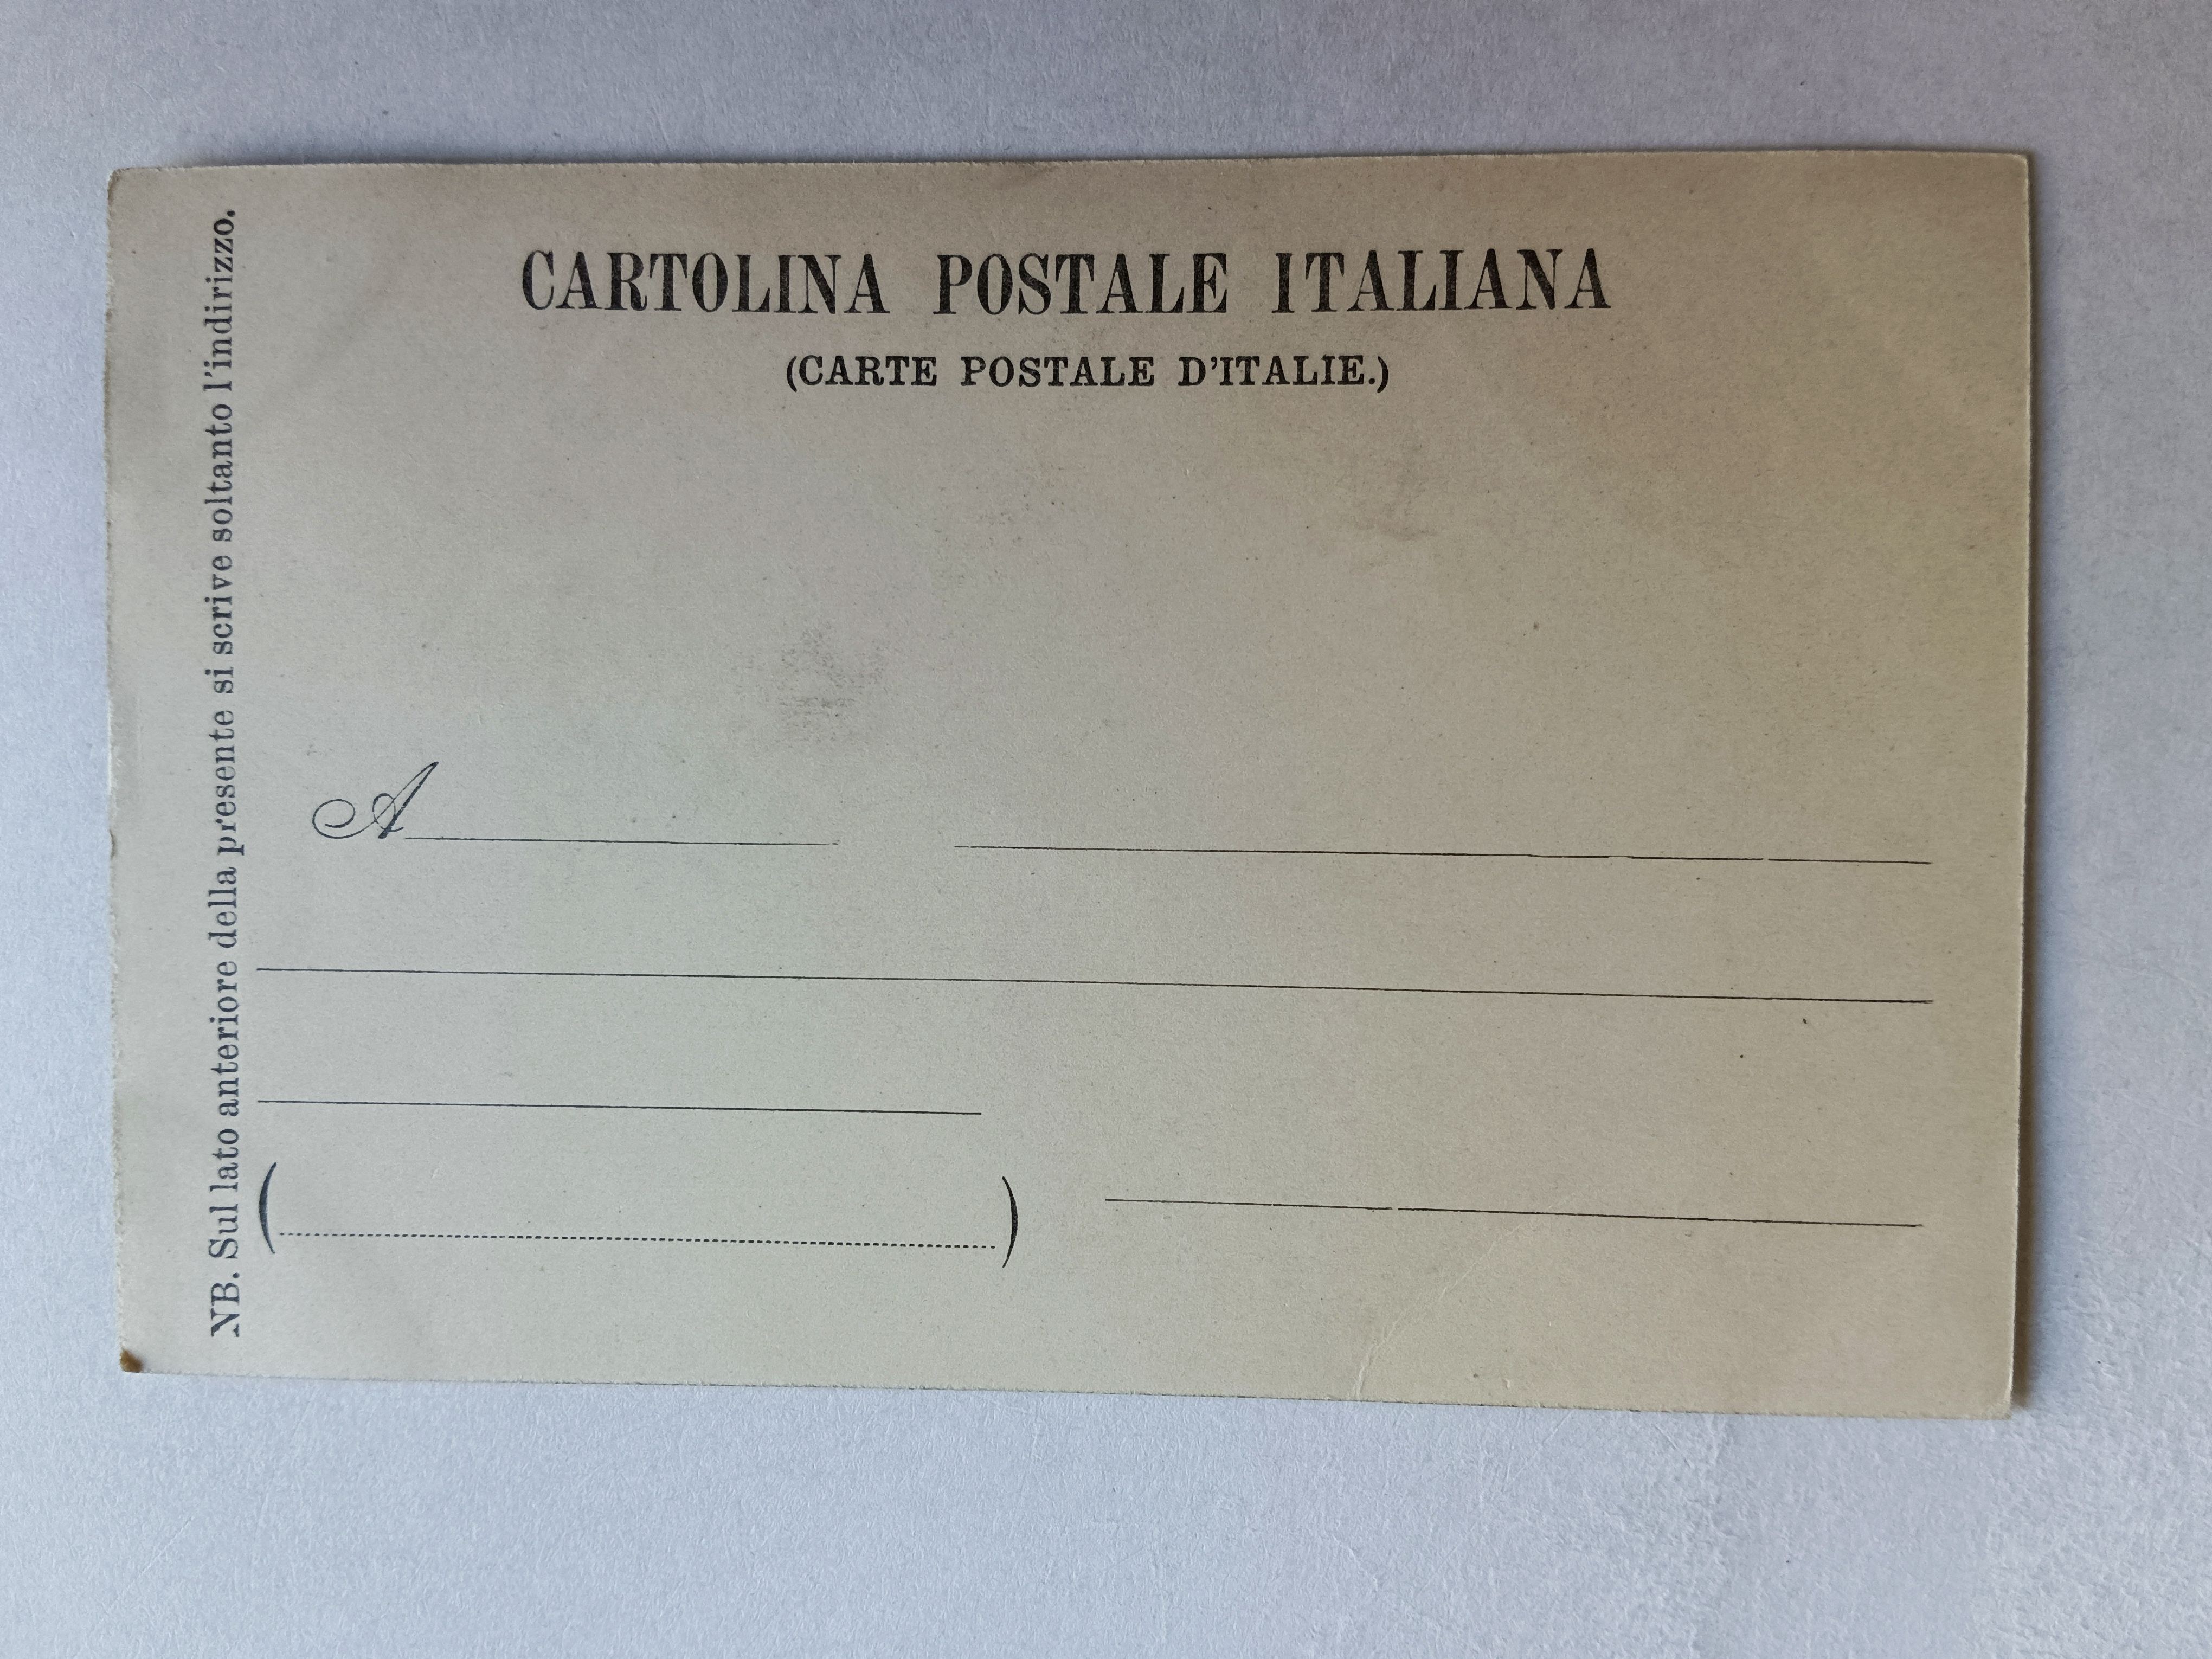 CARTOLINA POSTALE ITALIANA
(CARTE POSTALE D'ITALIE.)
NB. Sul lato anteriore della presente si scrive soltanto l'indirizzo.
A